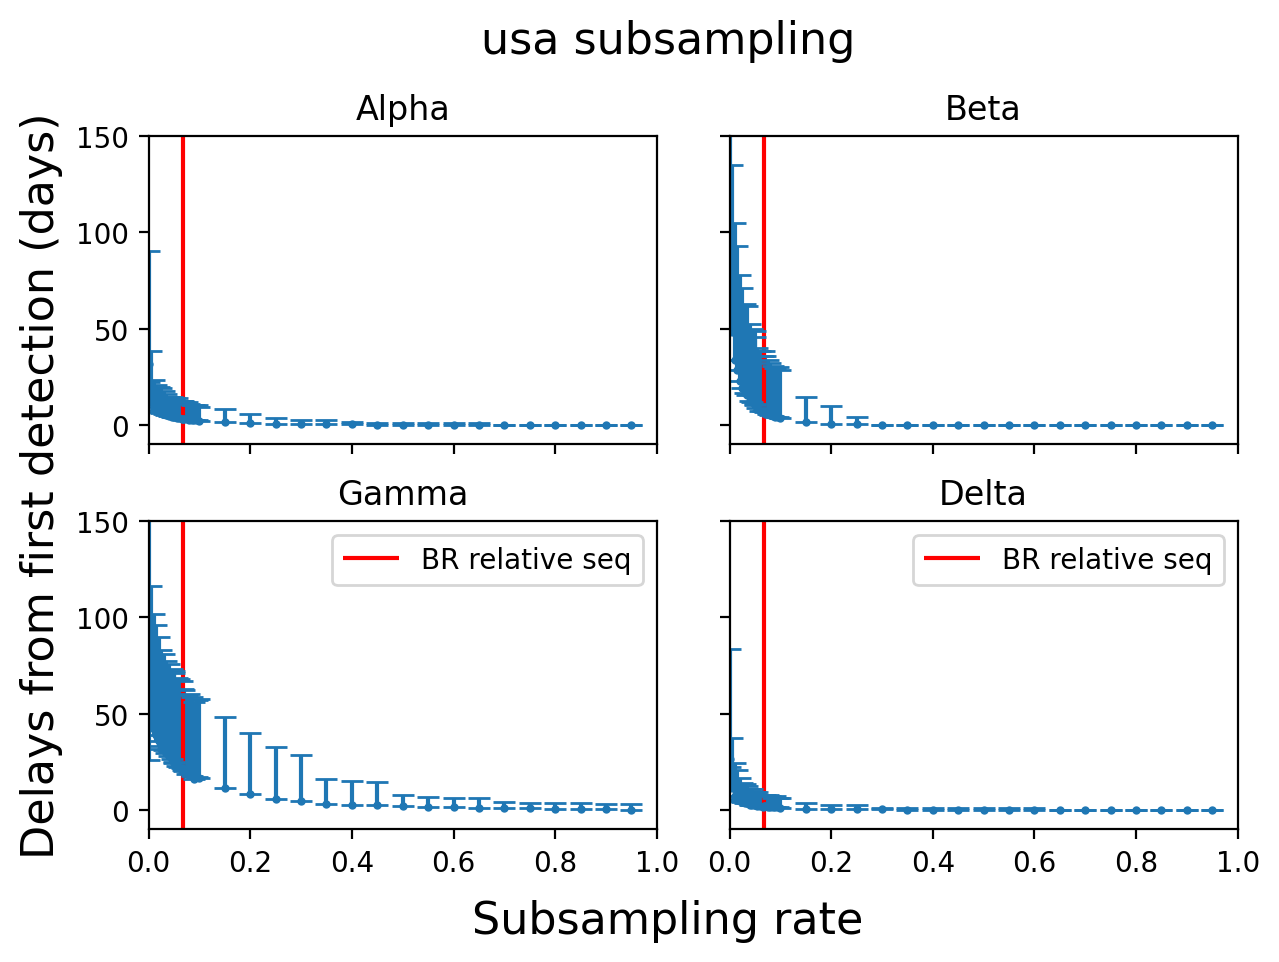 usa subsampling
Alpha
Beta
150
100
50
0
Gamma
Delta
150
100
50
0
BR relative seq
BR relative seq
0.0 0.2 0.4 0.6 0.8 1.0
0.0 0.2 0.4 0.6 0.8 1.0
Delays from first detection (days)
Subsampling rate